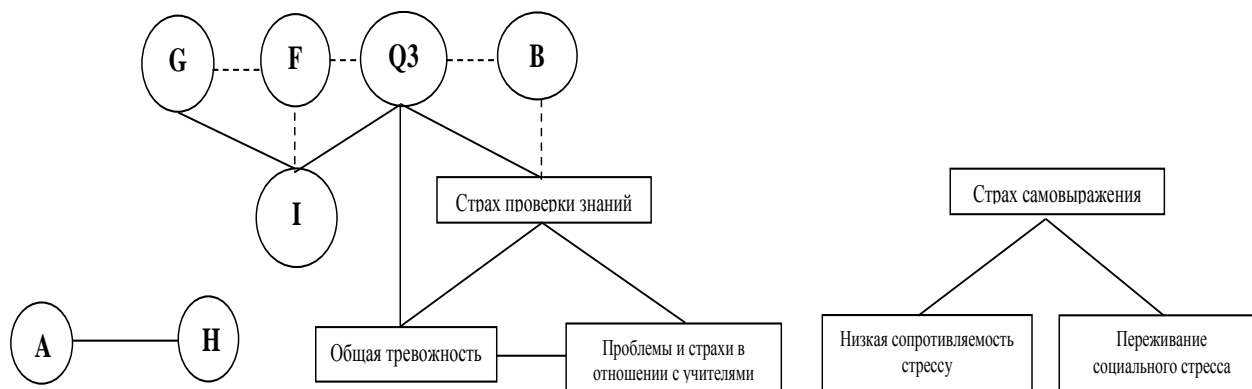 G
F
Q3
B
I
Страх проверки знаний
Страх самовыражения
A
H
Общая тревожность
Проблемы и страхи в
отношении с учителями
Низкая сопротивляемость
стрессу
Переживание
социального стресса